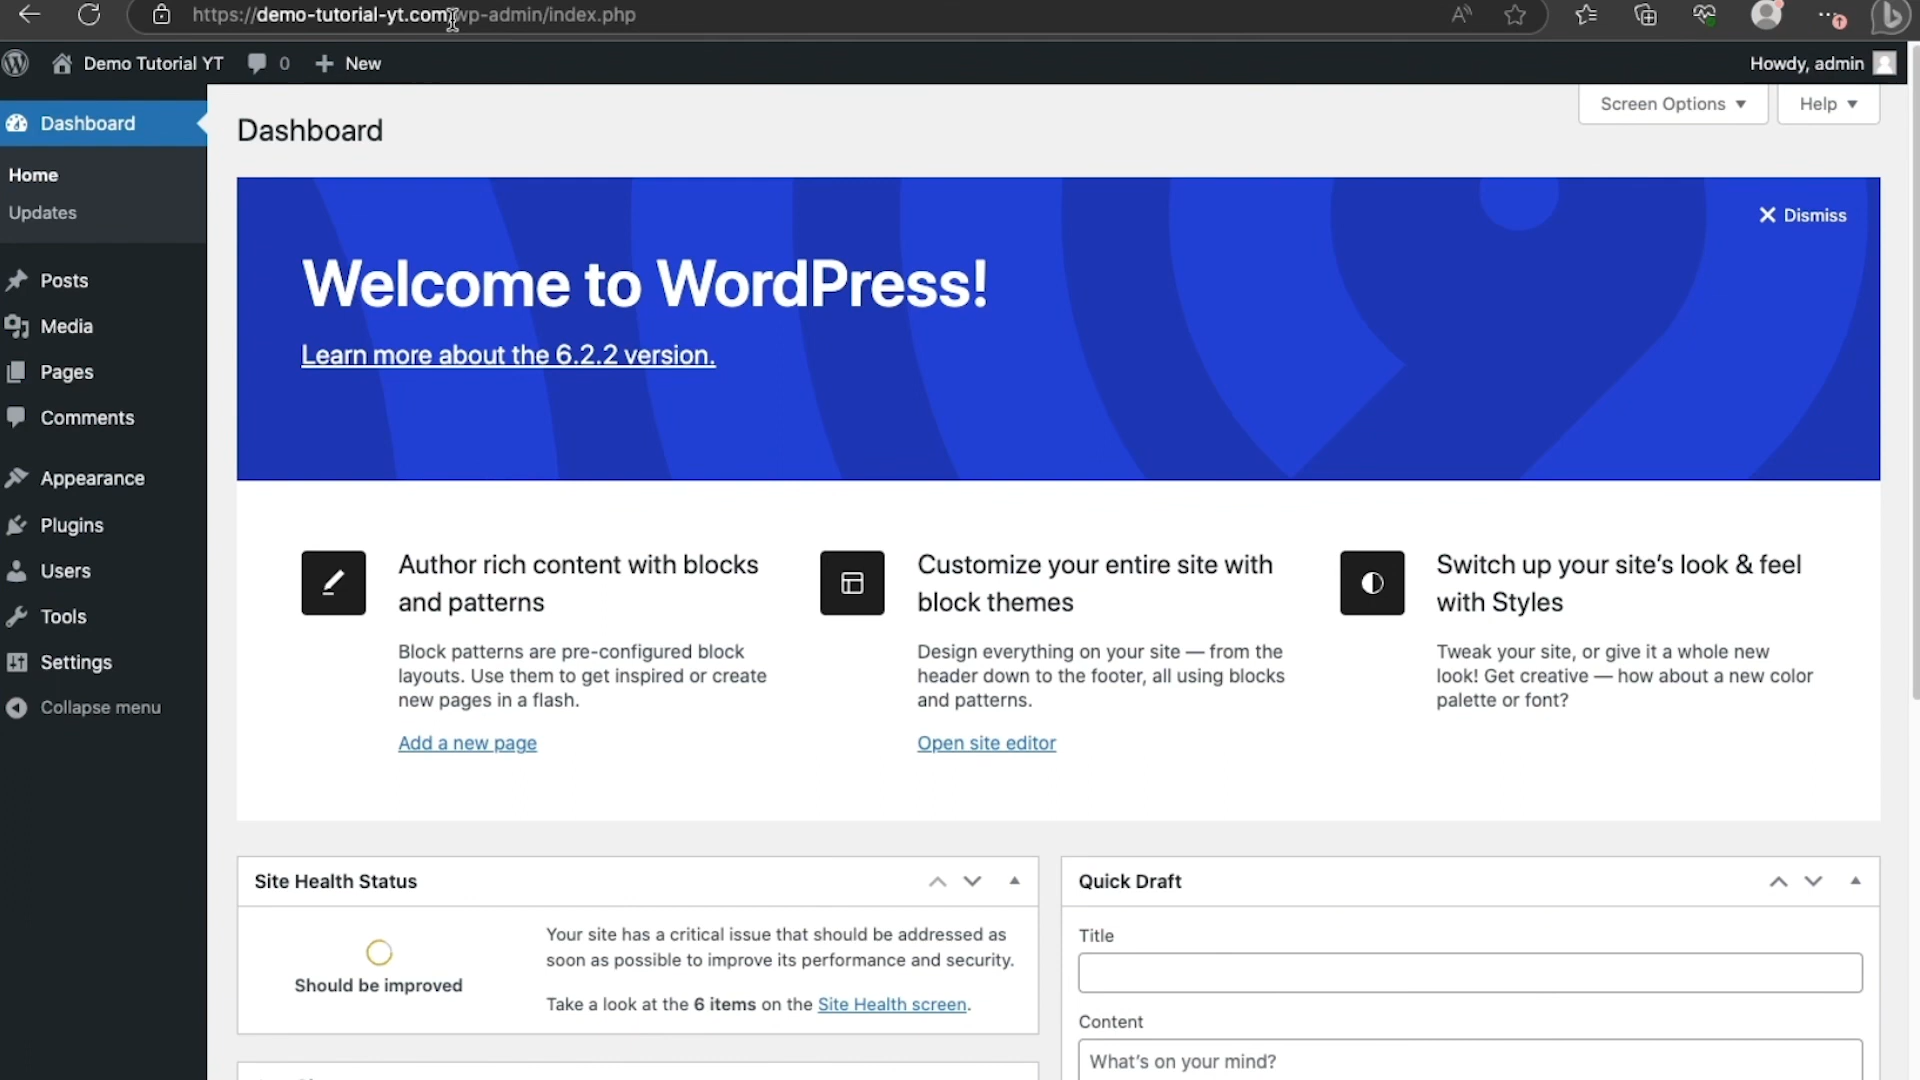 https://demo-tutorial-yt.com/wp-admin/index.php
Demo Tutorial YT
0
New
Howdy, admin
Dashboard
Home
Updates
Posts
Media
Pages
Comments
Appearance
Plugins
Users
Tools
Settings
Collapse menu
Screen Options
Help
Dashboard
Dismiss
Welcome to WordPress!
Learn more about the 6.2.2 version.
Author rich content with blocks
and patterns
Block patterns are pre-configured block
layouts. Use them to get inspired or create
new pages in a flash.
Add a new page
Customize your entire site with
block themes
Design everything on your site — from the
header down to the footer, all using blocks
and patterns.
Open site editor
Switch up your site's look & feel
with Styles
Tweak your site, or give it a whole new
look! Get creative — how about a new color
palette or font?
Site Health Status
Should be improved
Your site has a critical issue that should be addressed as
soon as possible to improve its performance and security.
Take a look at the 6 items on the Site Health screen.
Quick Draft
Title
Content
What's on your mind?